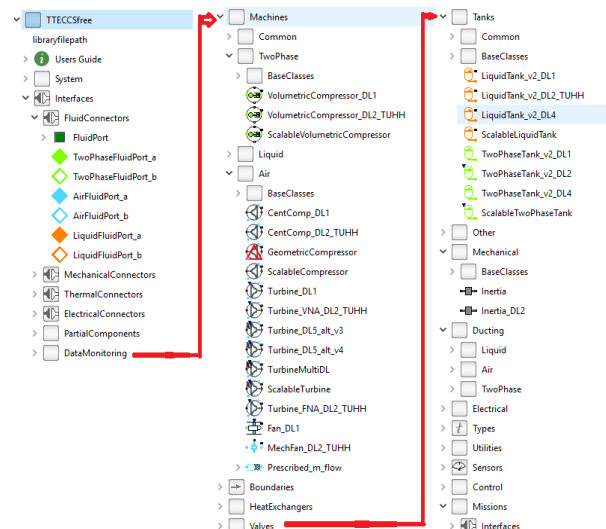 TTECCSfree
libraryfilepath
Users Guide
System
Interfaces
FluidConnectors
FluidPort
TwoPhaseFluidPort_a
TwoPhaseFluidPort_b
AirFluidPort_a
AirFluidPort_b
LiquidFluidPort_a
LiquidFluidPort_b
MechanicalConnectors
ThermalConnectors
ElectricalConnectors
PartialComponents
DataMonitoring
Machines
Common
TwoPhase
BaseClasses
VolumetricCompressor_DL1
VolumetricCompressor_DL2_TUHH
ScalableVolumetricCompressor
Liquid
Air
BaseClasses
CentComp_DL1
CentComp_DL2_TUHH
GeometricCompressor
ScalableCompressor
Turbine_DL1
Turbine_VNA_DL2_TUHH
Turbine_DL5_alt_v3
Turbine_DL5_alt_v4
TurbineMultiDL
ScalableTurbine
Turbine_FNA_DL2_TUHH
Fan_DL1
MechFan_DL2_TUHH
Prescribed_m_flow
Boundaries
HeatExchangers
Valves
Tanks
Common
BaseClasses
LiquidTank_v2_DL1
LiquidTank_v2_DL2_TUHH
LiquidTank_v2_DL4
ScalableLiquidTank
TwoPhaseTank_v2_DL1
TwoPhaseTank_v2_DL2
TwoPhaseTank_v2_DL4
ScalableTwoPhaseTank
Other
Mechanical
BaseClasses
Inertia
Inertia_DL2
Ducting
Liquid
Air
TwoPhase
Electrical
Types
Utilities
Sensors
Control
Missions
Interfaces